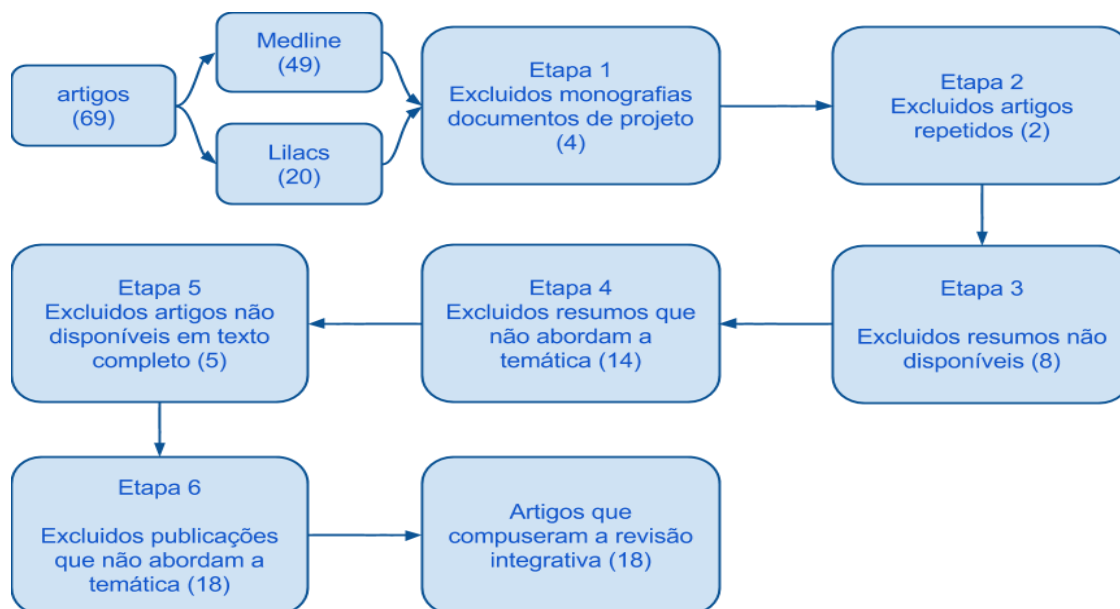 artigos
(69)
Medline
(49)
Lilacs
(20)
Etapa 1
Excluidos monografias
documentos de projeto
(4)
Etapa 2
Excluidos artigos
repetidos (2)
Etapa 3
Excluidos resumos não
disponíveis (8)
Etapa 4
Excluidos resumos que
não abordam a
temática (14)
Etapa 5
Excluidos artigos não
disponíveis em texto
completo (5)
Etapa 6
Excluidos publicações
que não abordam a
temática (18)
Artigos que
compuseram a revisão
integrativa (18)